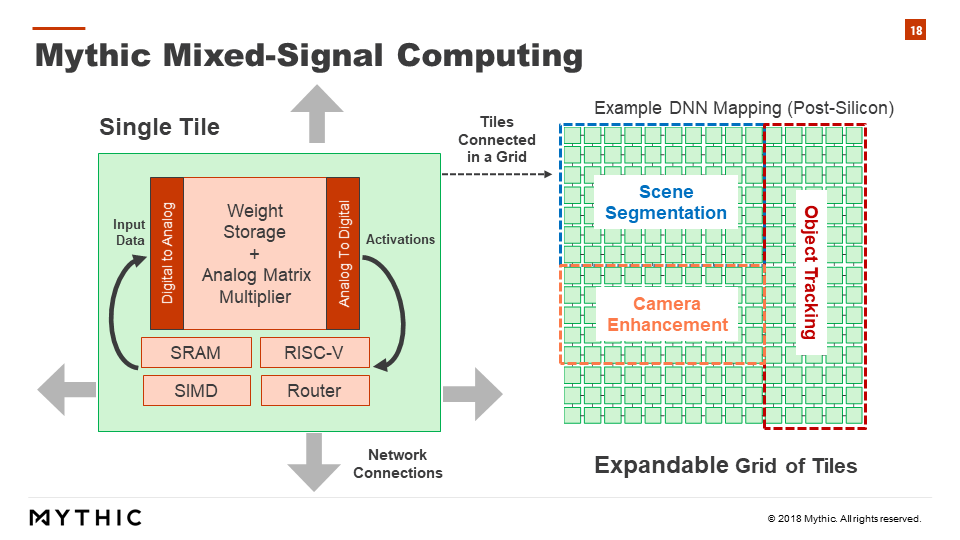 18
Mythic Mixed-Signal Computing
Single Tile
Input
Data
Digital to Analog
Weight
Storage
+
Analog Matrix
Multiplier
Analog To Digital
Activations
SRAM
RISC-V
SIMD
Router
Network
Connections
Tiles
Connected
in a Grid
Example DNN Mapping (Post-Silicon)
Scene
Segmentation
Camera
Enhancement
Object Tracking
Expandable Grid of Tiles
MYTHIC
© 2018 Mythic. All rights reserved.